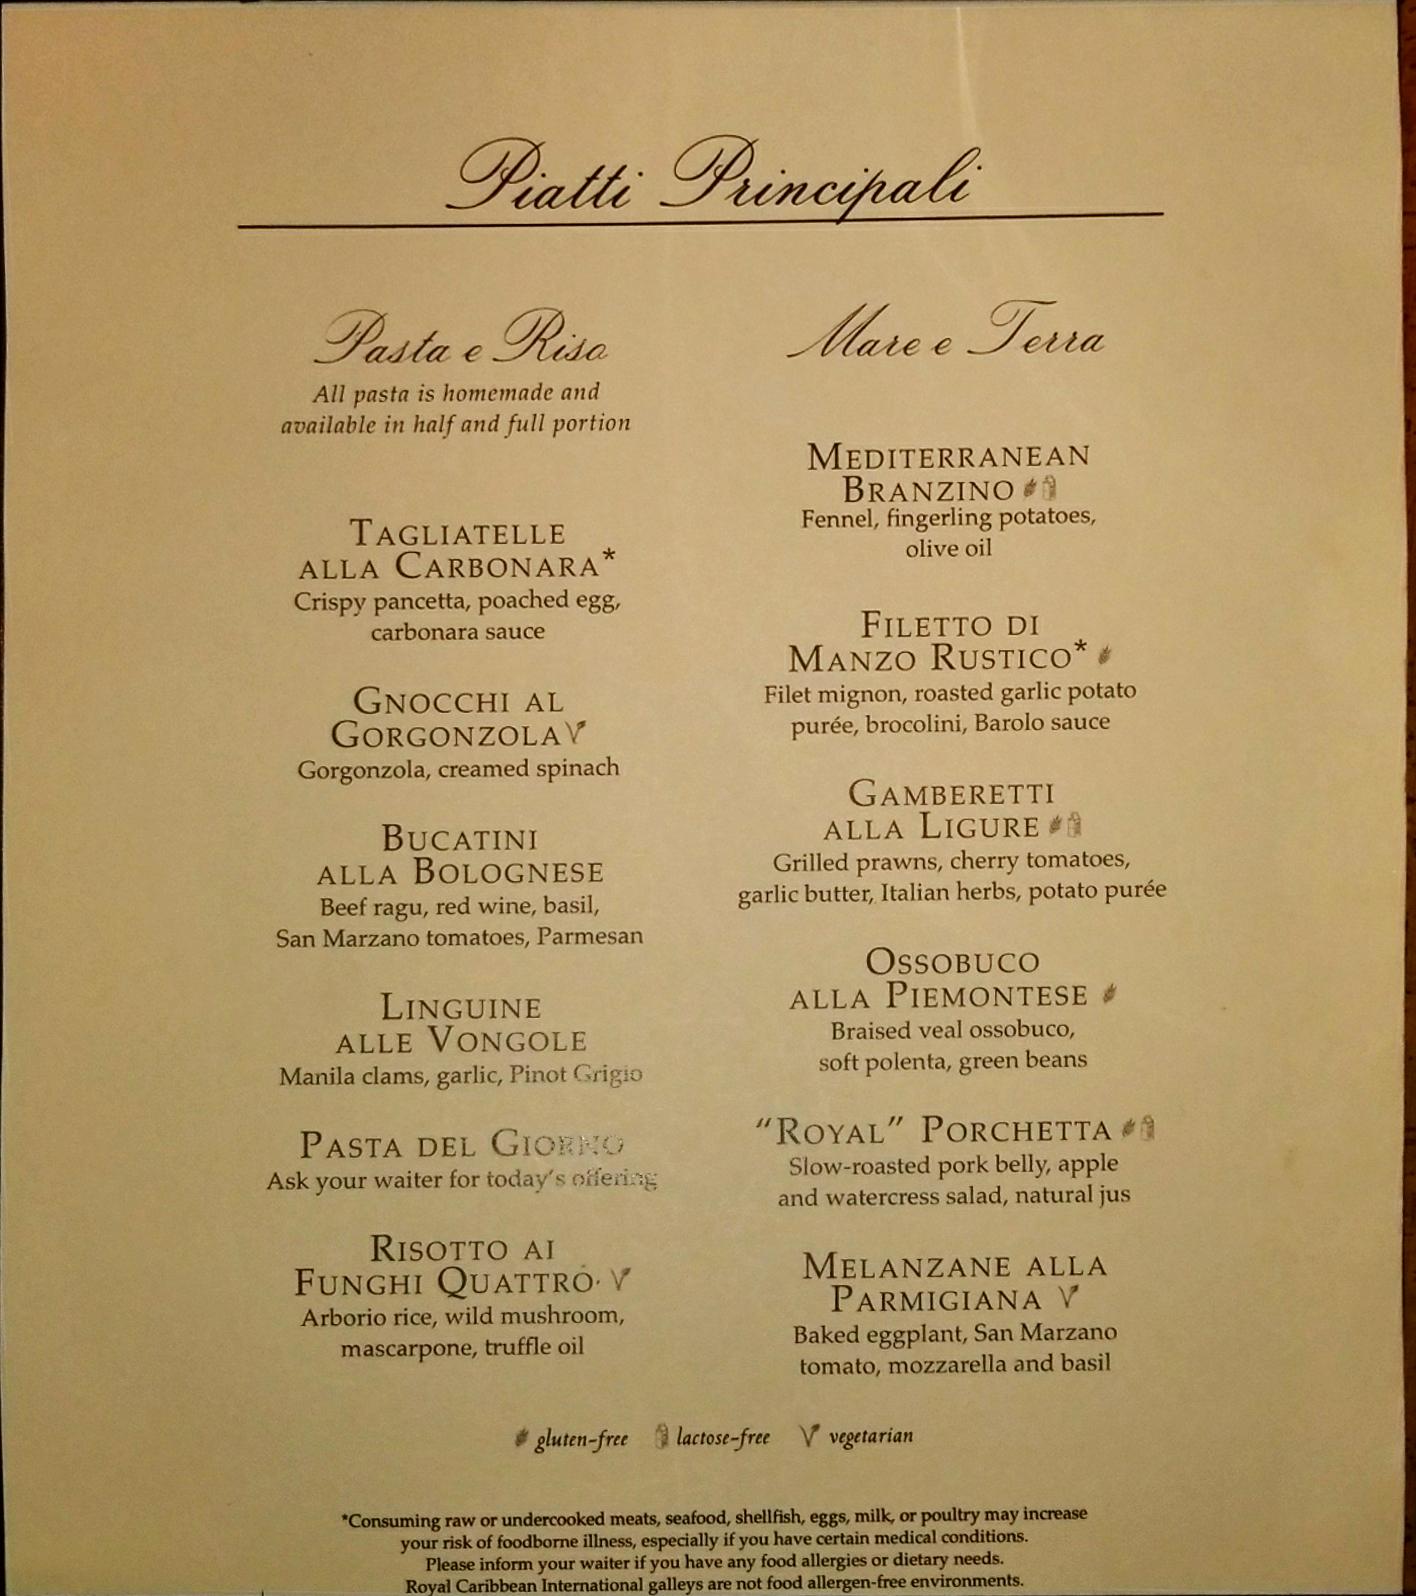 Piatti Principali
Pasta e Riso
All pasta is homemade and
available in half and full portion
TAGLIATELLE
ALLA CARBONARA*
Crispy pancetta, poached egg,
carbonara sauce
GNOCCHI AL
GORGONZOLA
Gorgonzola, creamed spinach
BUCATINI
ALLA BOLOGNESE
Beef ragu, red wine, basil,
San Marzano tomatoes, Parmesan
LINGUINE
ALLE VONGOLE
Manila clams, garlic, Pinot Grigio
PASTA DEL GIORNO
Ask your waiter for today's offering
RISOTTO AI
FUNGHI QUATTRO
Arborio rice, wild mushroom,
mascarpone, truffle oil
Mare e Terra
MEDITERRANEAN
BRANZINO
Fennel, fingerling potatoes,
olive oil
FILETTO DI
MANZO RUSTICO*
Filet mignon, roasted garlic potato
purée, brocolini, Barolo sauce
GAMBERETTI
ALLA LIGURE
Grilled prawns, cherry tomatoes,
garlic butter, Italian herbs, potato purée
OSSOBUCO
ALLA PIEMONTESE
Braised veal ossobuco,
soft polenta, green beans
"ROYAL" PORCHETTA
Slow-roasted pork belly, apple
and watercress salad, natural jus
MELANZANE ALLA
PARMIGIANA
Baked eggplant, San Marzano
tomato, mozzarella and basil
gluten-free lactose-free vegetarian
*Consuming raw or undercooked meats, seafood, shellfish, eggs, milk, or poultry may increase
your risk of foodborne illness, especially if you have certain medical conditions.
Please inform your waiter if you have any food allergies or dietary needs.
Royal Caribbean International galleys are not food allergen-free environments.